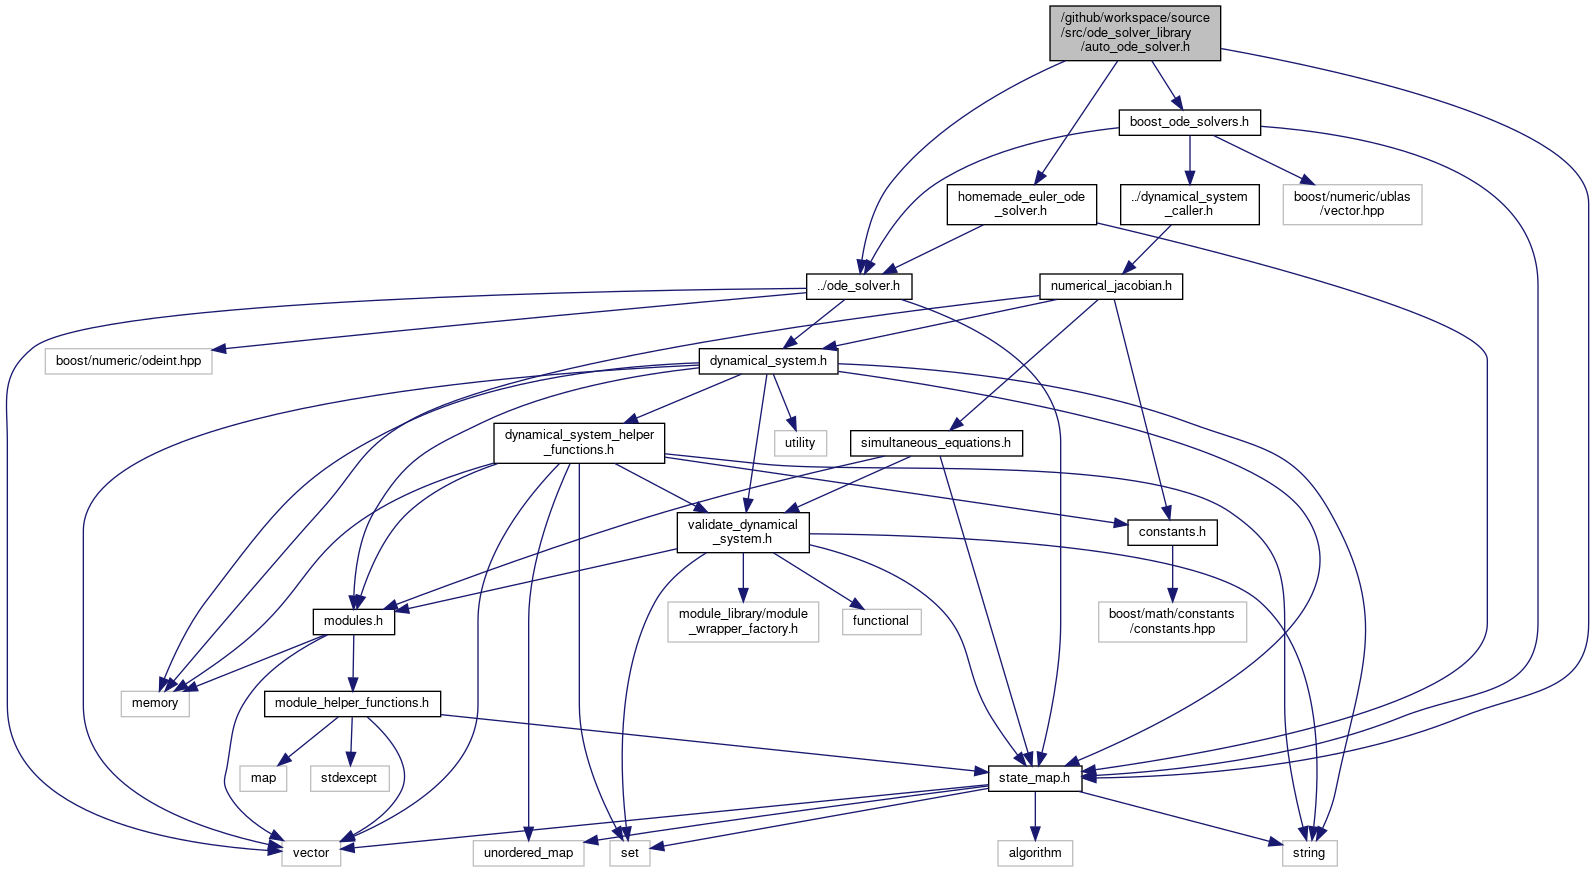 /github/workspace/source
/src/ode_solver_library
/auto_ode_solver.h
boost_ode_solvers.h
homemade_euler_ode
_solver.h
../dynamical_system
_caller.h
boost/numeric/ublas
/vector.hpp
../ode_solver.h
numerical_jacobian.h
boost/numeric/odeint.hpp
dynamical_system.h
dynamical_system_helper
_functions.h
utility
simultaneous_equations.h
validate_dynamical
_system.h
constants.h
modules.h
module_library/module
_wrapper_factory.h
functional
boost/math/constants
/constants.hpp
memory
module_helper_functions.h
map
stdexcept
state_map.h
vector
unordered_map
set
algorithm
string